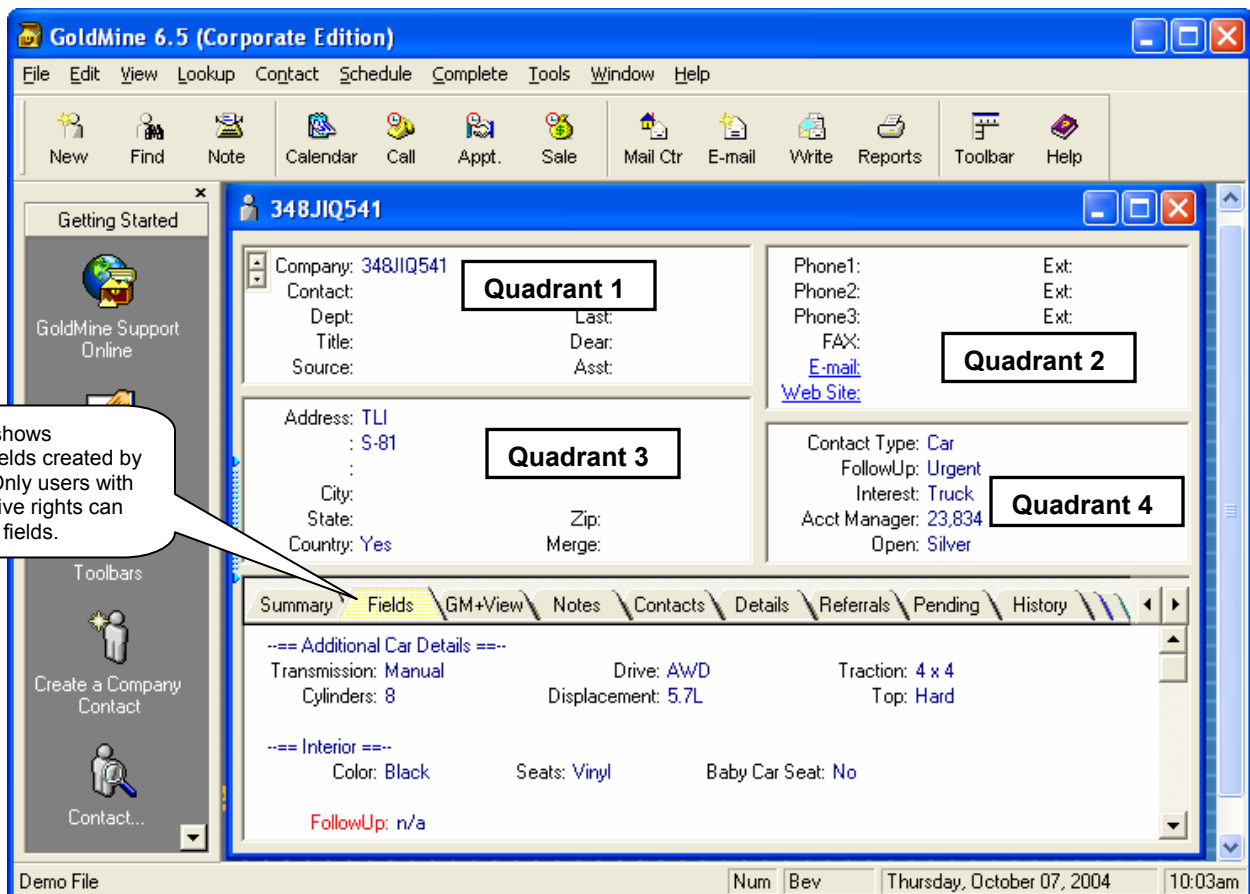 GoldMine 6.5 (Corporate Edition)
File Edit View Lookup Contact Schedule Complete Tools Window Help
New Find Note Calendar Call Appt. Sale Mail Ctr E-mail Write Reports Toolbar Help
Getting Started
GoldMine Support
Online
Toolbars
Create a Company
Contact
Contact...
348JIQ541
Company: 348JIQ541
Contact:
Dept: Last:
Title: Dear:
Source: Asst:
Quadrant 1
Phone1: Ext:
Phone2: Ext:
Phone3: Ext:
FAX:
E-mail:
Web Site:
Quadrant 2
Address: TLI
: S-81
:
City:
State: Zip:
Country: Yes Merge:
Quadrant 3
Contact Type: Car
FollowUp: Urgent
Interest: Truck
Acct Manager: 23,834
Open: Silver
Quadrant 4
shows
elds created by
Only users with
ive rights can
fields.
Summary Fields GM+View Notes Contacts Details Referrals Pending History
--== Additional Car Details ==--
Transmission: Manual Drive: AWD Traction: 4 x 4
Cylinders: 8 Displacement: 5.7L Top: Hard
--== Interior ==--
Color: Black Seats: Vinyl Baby Car Seat: No
FollowUp: n/a
Demo File Num Bev Thursday, October 07, 2004 10:03am